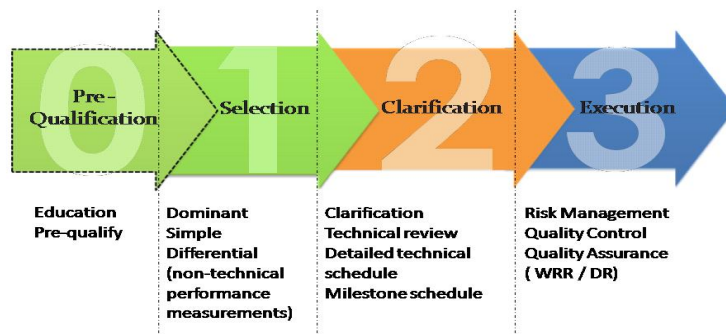 0
Pre -
Qualification
1
Selection
2
Clarification
3
Execution
Education
Pre-qualify
Dominant
Simple
Differential
(non-technical
performance
measurements)
Clarification
Technical review
Detailed technical
schedule
Milestone schedule
Risk Management
Quality Control
Quality Assurance
( WRR / DR)